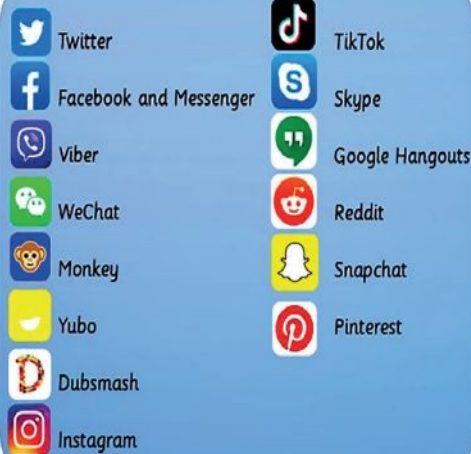 Twitter
Facebook and Messenger
Viber
WeChat
Monkey
Yubo
Dubsmash
Instagram
TikTok
Skype
Google Hangouts
Reddit
Snapchat
Pinterest